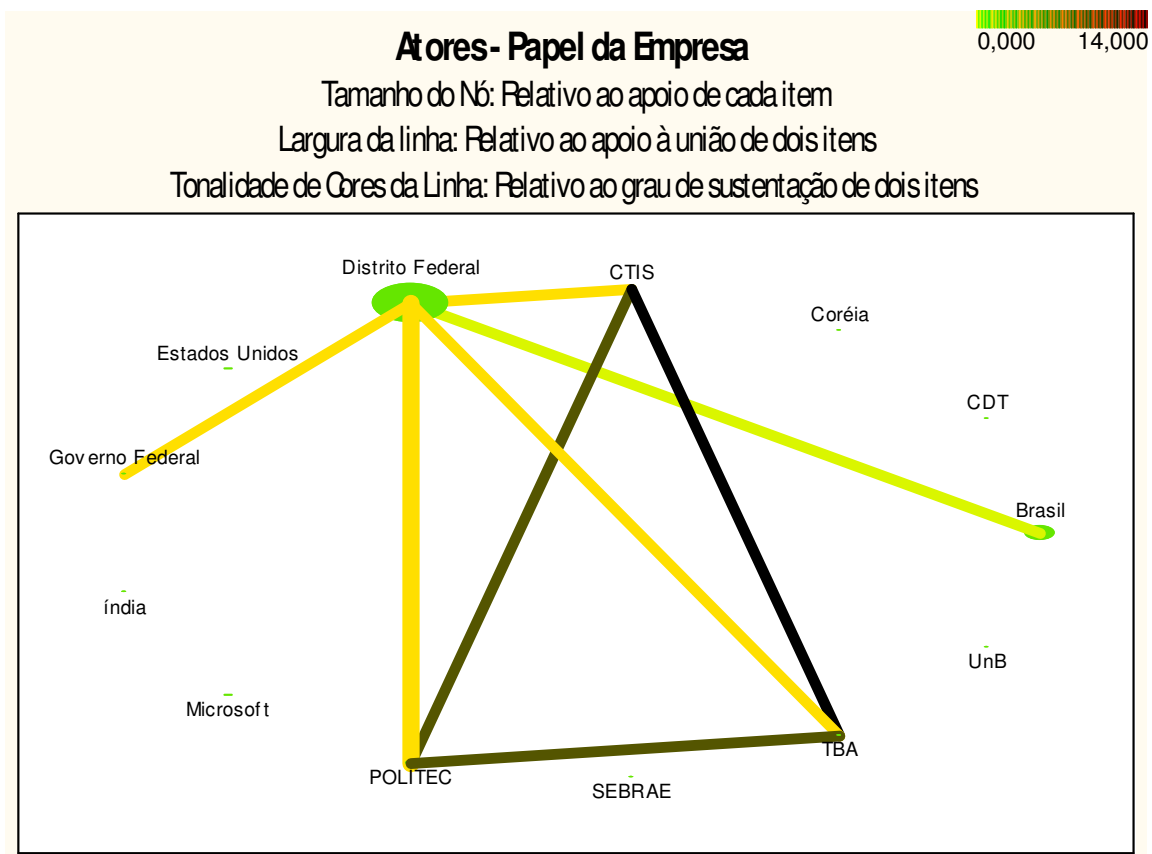 Atores - Papel da Empresa
0,000 14,000
Tamanho do Nó: Relativo ao apoio de cada item
Largura da linha: Relativo ao apoio à união de dois itens
Tonalidade de Cores da Linha: Relativo ao grau de sustentação de dois itens
Distrito Federal
CTIS
Coréia
Estados Unidos
CDT
Governo Federal
Brasil
índia
UnB
Microsoft
TBA
POLITEC
SEBRAE